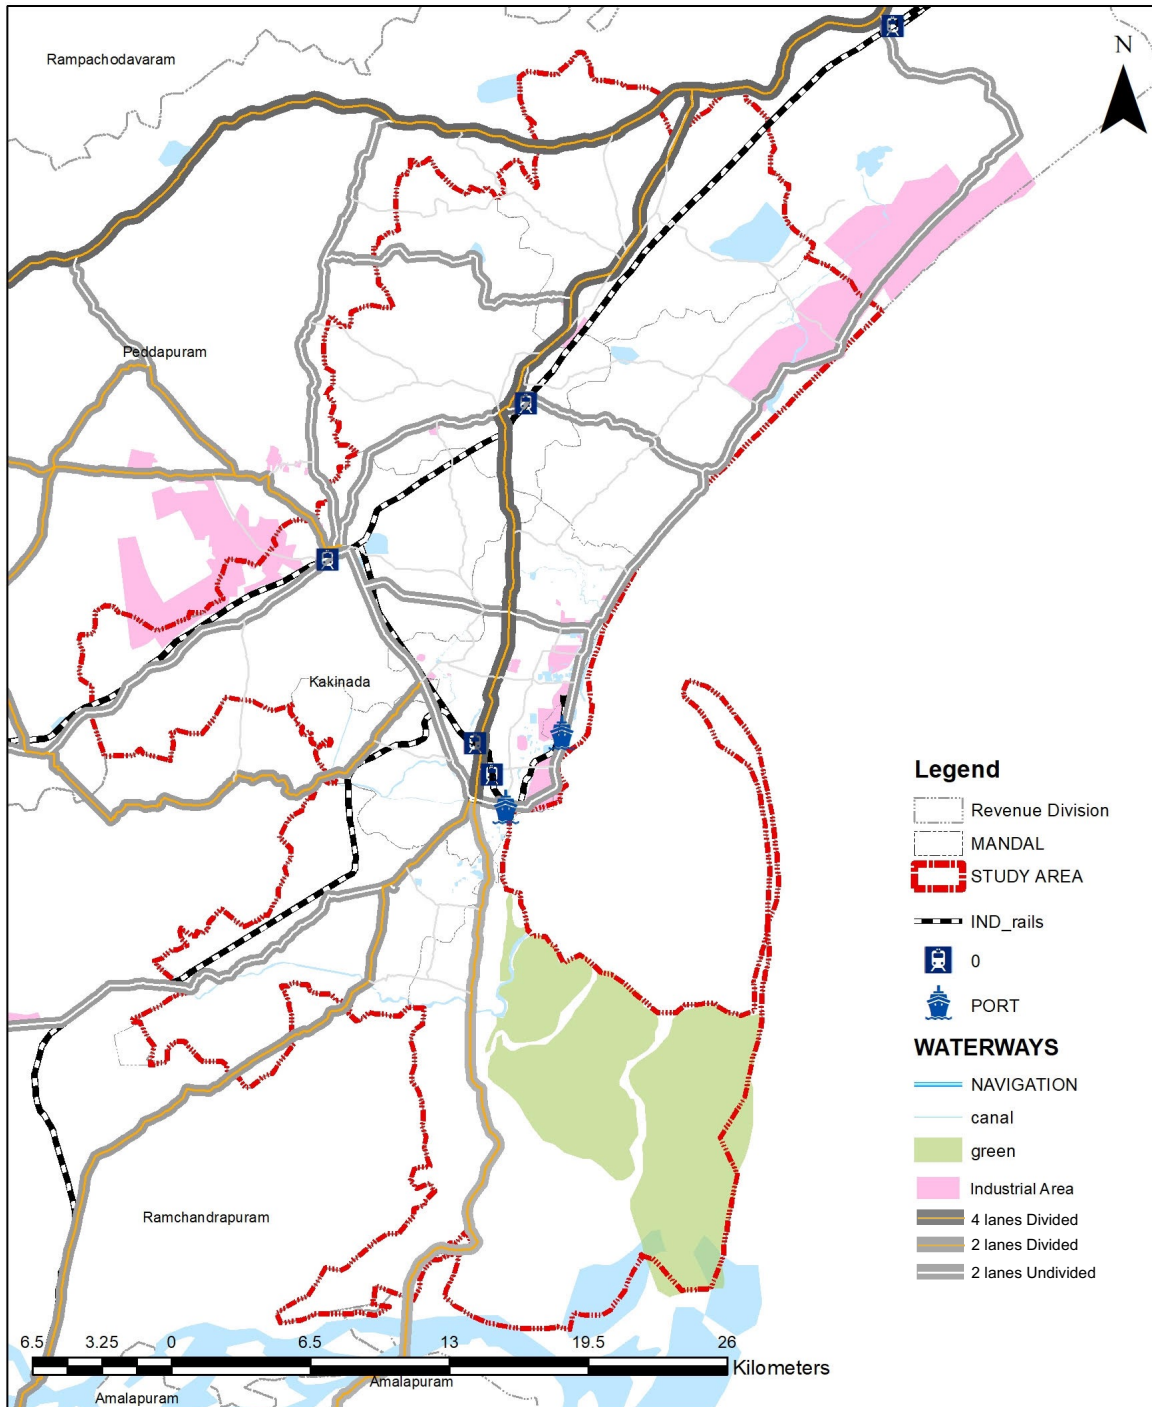 Rampachodavaram
N
Peddapuram
Kakinada
Legend
Revenue Division
MANDAL
STUDY AREA
IND_rails
0
PORT
WATERWAYS
NAVIGATION
canal
green
Industrial Area
4 lanes Divided
2 lanes Divided
2 lanes Undivided
Ramchandrapuram
6.5 3.25 0 6.5 13 19.5 26
Kilometers
Amalapuram
Amalapuram